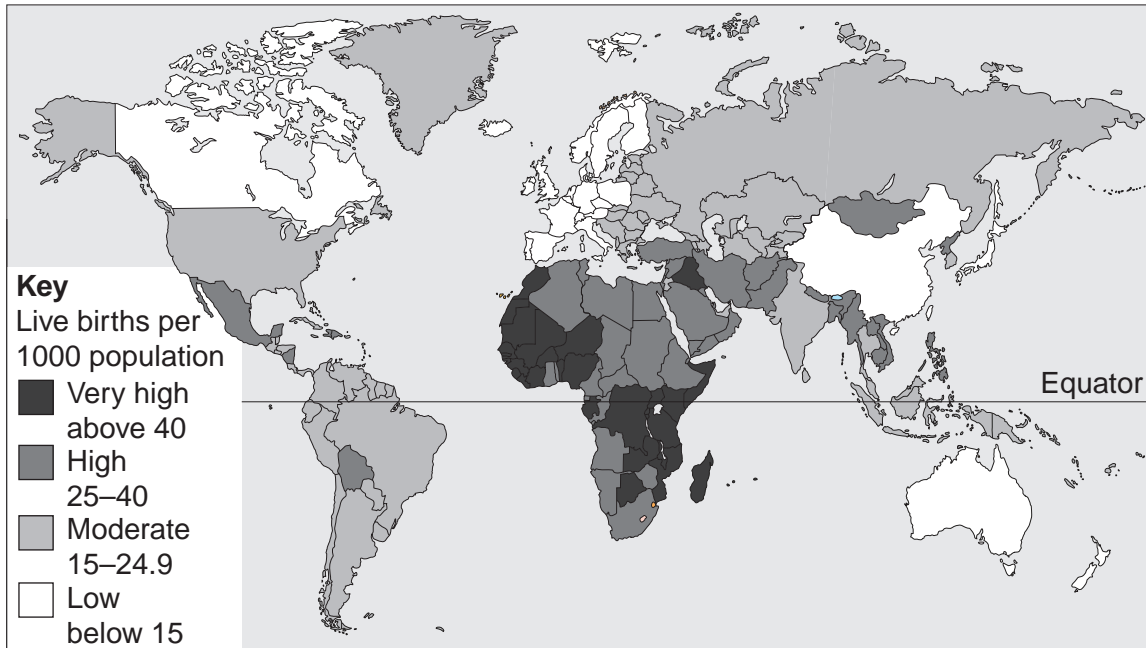 Key
Live births per
1000 population
Very high
above 40
High
25–40
Moderate
15–24.9
Low
below 15
Equator